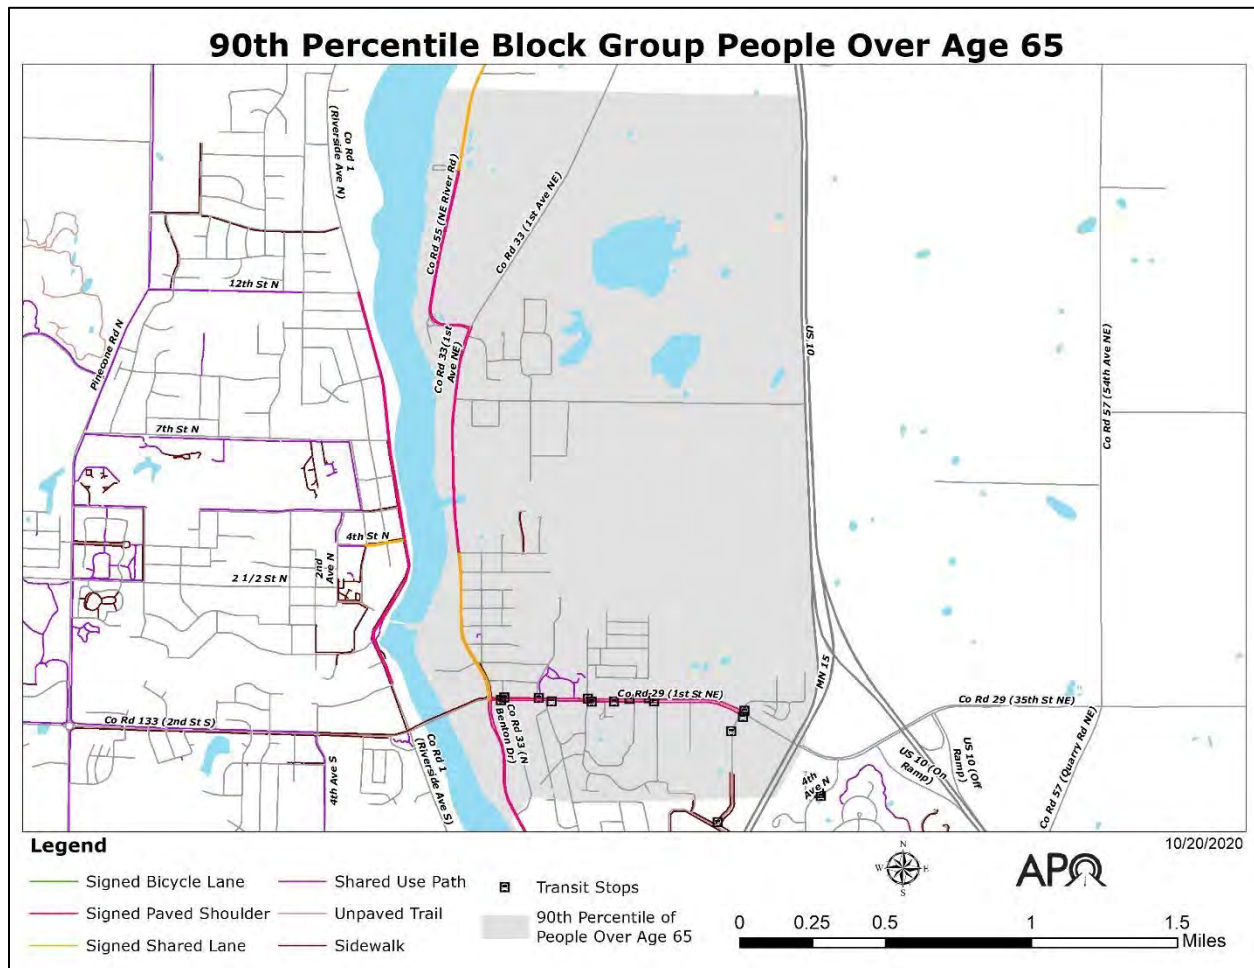 90th Percentile Block Group People Over Age 65
Co Rd 1
(Riverside Ave N)
Co Rd 55 (NE River Rd)
Co Rd 33 (1st Ave NE)
12th St N
Pinecone Rd N
Co Rd 33(1st
Ave NE)
US 10
Co Rd 57 (54th Ave NE)
7th St N
4th St N
2nd
Ave N
2 1/2 St N
MN 15
Co Rd 29 (1st St NE)
Co Rd 29 (35th St NE)
Co Rd 133 (2nd St S)
Co Rd 33 (N
Benton Dr)
Co Rd 1
(Riverside Ave S)
4th Ave S
4th
Ave N
US 10 (On
Ramp)
US 10 (Off
Ramp)
Co Rd 57 (Quarry Rd NE)
10/20/2020
Legend
Signed Bicycle Lane
Signed Paved Shoulder
Signed Shared Lane
Shared Use Path
Unpaved Trail
Sidewalk
Transit Stops
90th Percentile of
People Over Age 65
N
W E
S
APO
0 0.25 0.5 1 1.5
Miles